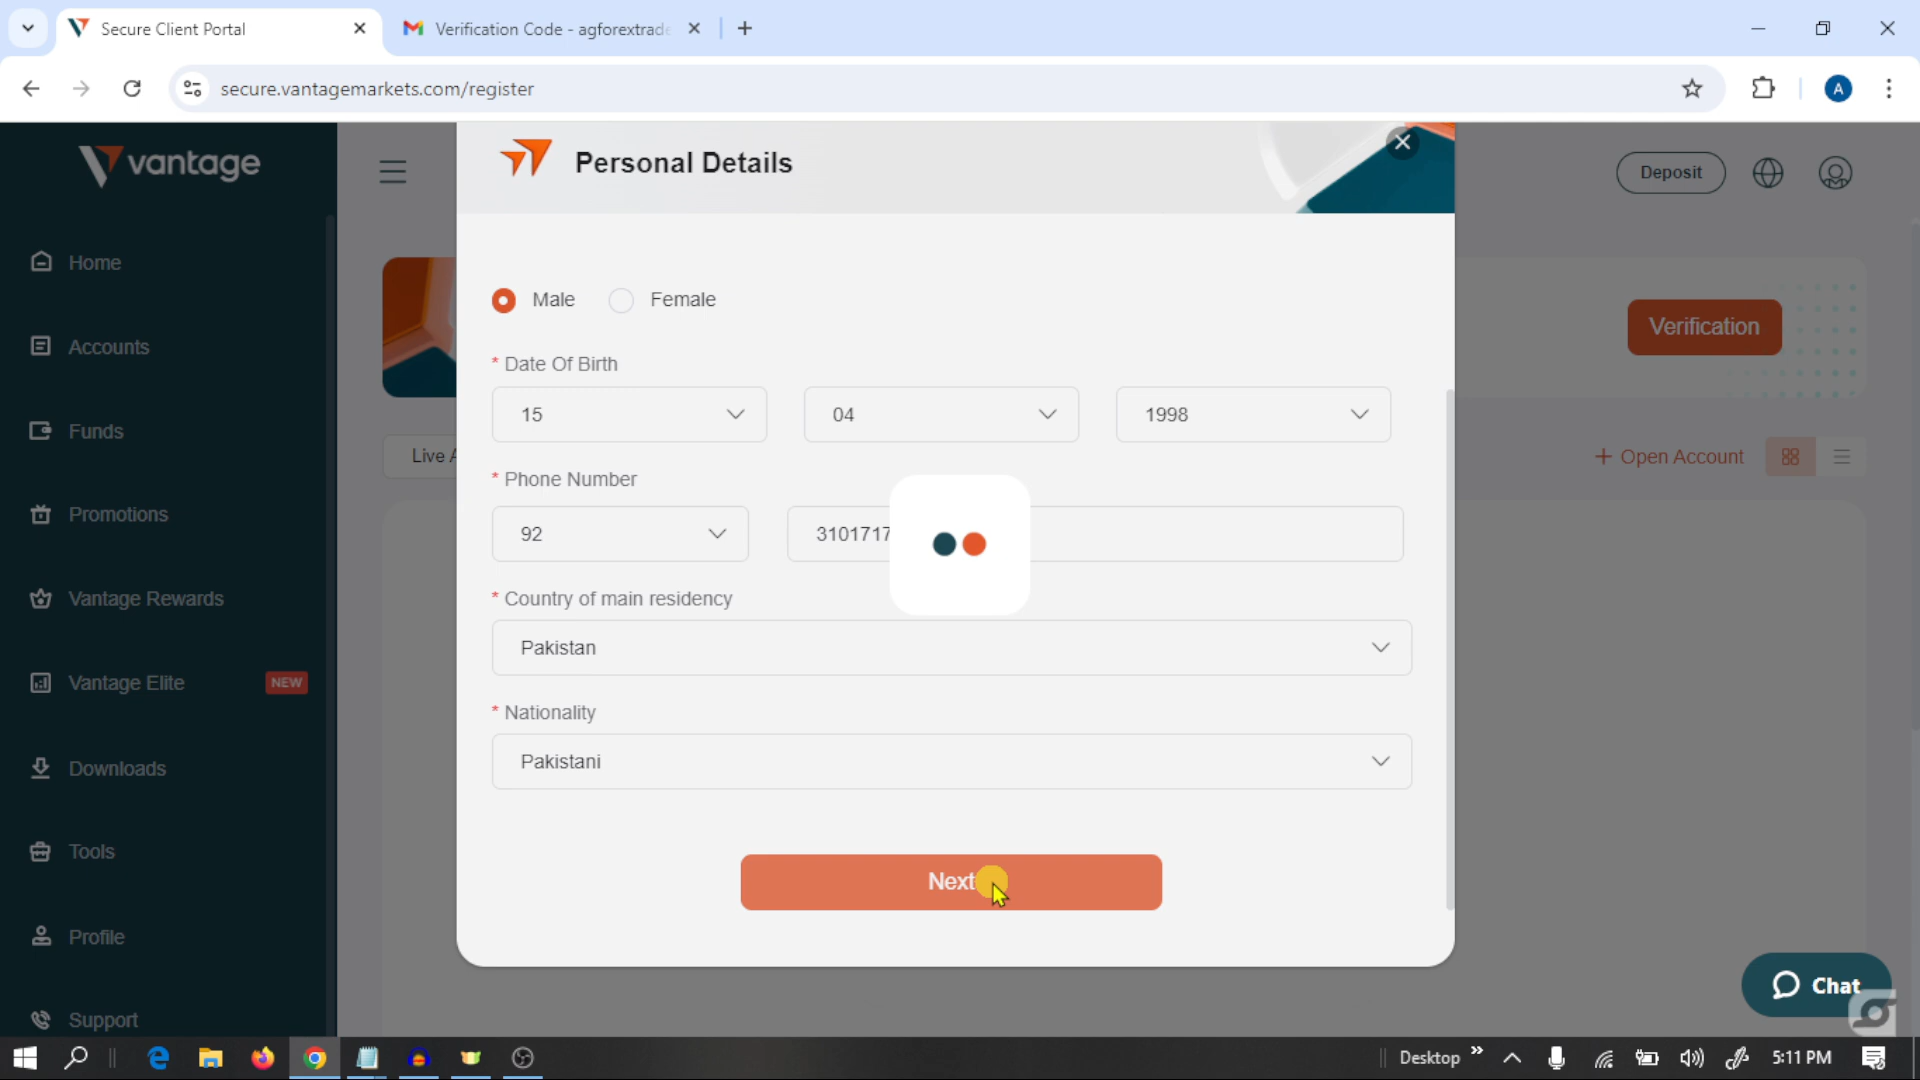 Secure Client Portal
Verification Code - agforextrade
secure.vantagemarkets.com/register
A
vantage
Personal Details
Deposit
Home
Male
Female
Verification
Accounts
* Date Of Birth
15
04
1998
Funds
Live A
+ Open Account
* Phone Number
Promotions
92
3101717
* Country of main residency
Vantage Rewards
Pakistan
Vantage Elite
NEW
* Nationality
Pakistani
Downloads
Tools
Next
Profile
Chat
Support
Desktop
5:11 PM